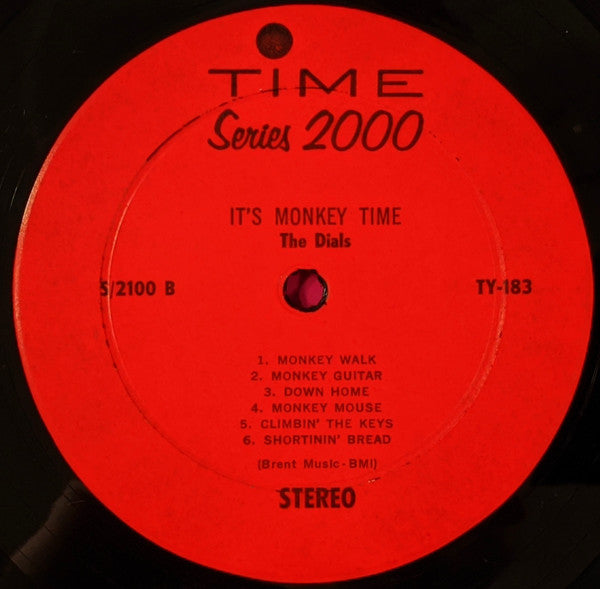 TIME
Series 2000
IT'S MONKEY TIME
The Dials
S/2100 B
TY-183
1. MONKEY WALK
2. MONKEY GUITAR
3. DOWN HOME
4. MONKEY MOUSE
5. CLIMBIN' THE KEYS
6. SHORTININ' BREAD
(Brent Music - BMI)
STEREO